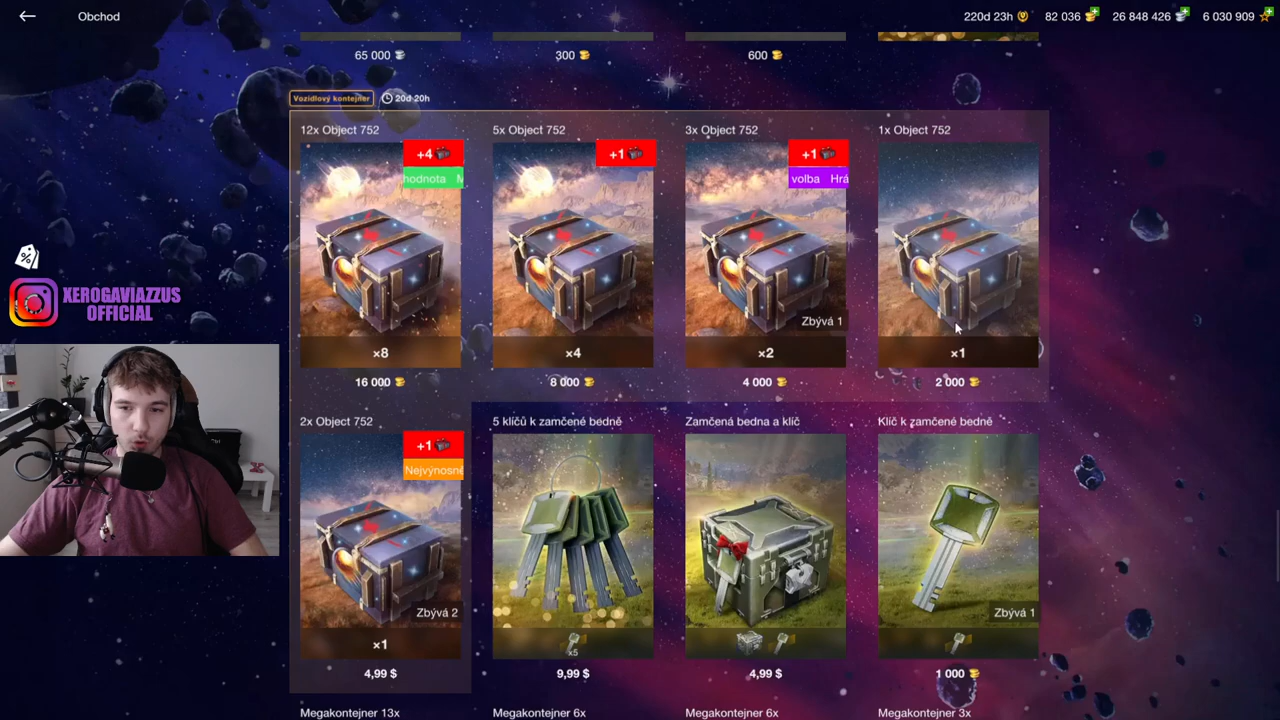 Obchod
220d 23h
82 036
26 848 426
6 030 909
65 000
300
600
Vozidlový kontejner
20d 20h
12x Object 752
5x Object 752
3x Object 752
1x Object 752
+4
+1
+1
hodnota
volba
Zbývá 1
×8
×4
×2
×1
16 000
8 000
4 000
2 000
XEROGAVIAZZUS
OFFICIAL
2x Object 752
5 klíčů k zamčené bedně
Zamčená bedna a klíč
Klíč k zamčené bedně
+1
Zbývá 2
Zbývá 1
×1
x5
4,99 $
9,99 $
4,99 $
1 000
Megakontejner 13x
Megakontejner 6x
Megakontejner 6x
Megakontejner 3x